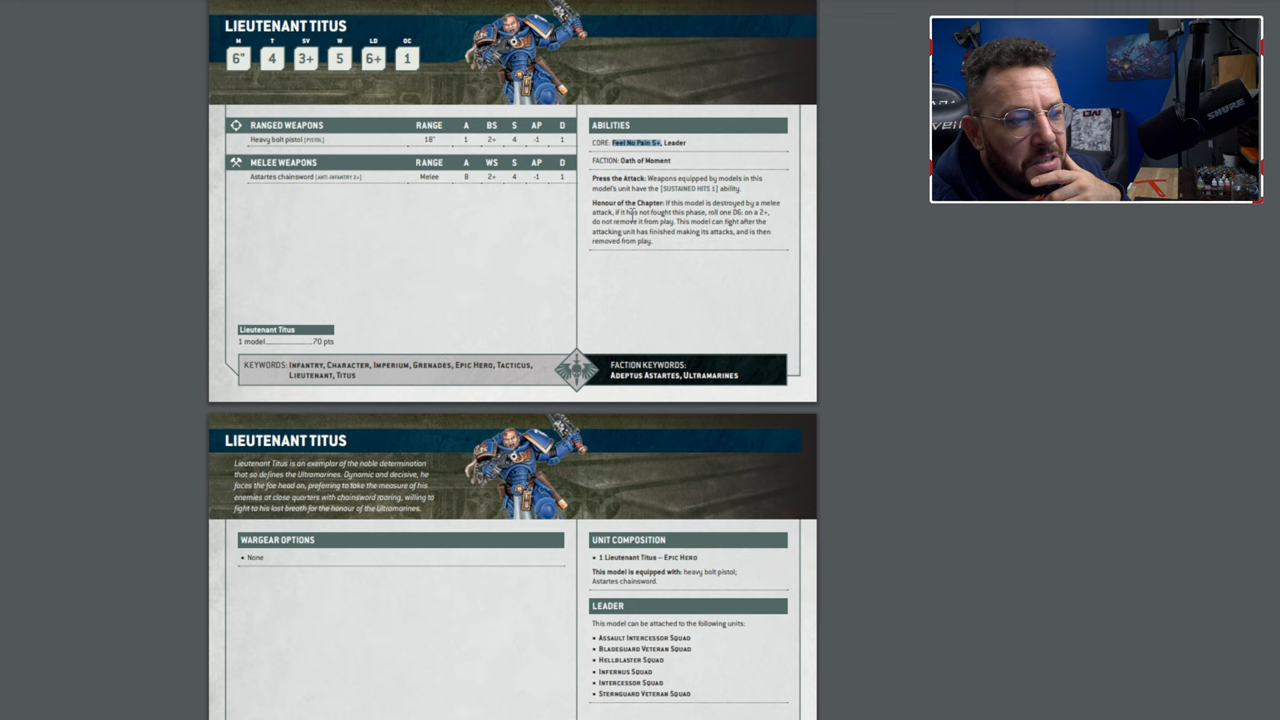 LIEUTENANT TITUS
M T SV W LD OC
6" 4 3+ 5 6+ 1
RANGED WEAPONS RANGE A BS S AP D
Heavy bolt pistol [PISTOL] 18" 1 2+ 4 -1 1
MELEE WEAPONS RANGE A WS S AP D
Astartes chainsword [ANTI-INFANTRY 2+] Melee 8 2+ 4 -1 1
Lieutenant Titus
1 model 70 pts
ABILITIES
CORE: Feel No Pain 5+, Leader
FACTION: Oath of Moment
Press the Attack: Weapons equipped by models in this
model's unit have the [SUSTAINED HITS 1] ability.
Honour of the Chapter: If this model is destroyed by a melee
attack, if it has not fought this phase, roll one D6: on a 2+,
do not remove it from play. This model can fight after the
attacking unit has finished making its attacks, and is then
removed from play.
KEYWORDS: INFANTRY, CHARACTER, IMPERIUM, GRENADES, EPIC HERO, TACTICUS,
LIEUTENANT, TITUS
FACTION KEYWORDS:
ADEPTUS ASTARTES, ULTRAMARINES
LIEUTENANT TITUS
Lieutenant Titus is an exemplar of the noble determination
that so defines the Ultramarines. Dynamic and decisive, he
faces the foe head on, preferring to take the measure of his
enemies at close quarters with chainsword roaring, willing to
fight to his last breath for the honour of the Ultramarines.
WARGEAR OPTIONS
• None
UNIT COMPOSITION
• 1 Lieutenant Titus – EPIC HERO
This model is equipped with: heavy bolt pistol;
Astartes chainsword.
LEADER
This model can be attached to the following units:
• ASSAULT INTERCESSOR SQUAD
• BLADEGUARD VETERAN SQUAD
• HELLBLASTER SQUAD
• INFERNUS SQUAD
• INTERCESSOR SQUAD
• STERNGUARD VETERAN SQUAD
SHURE